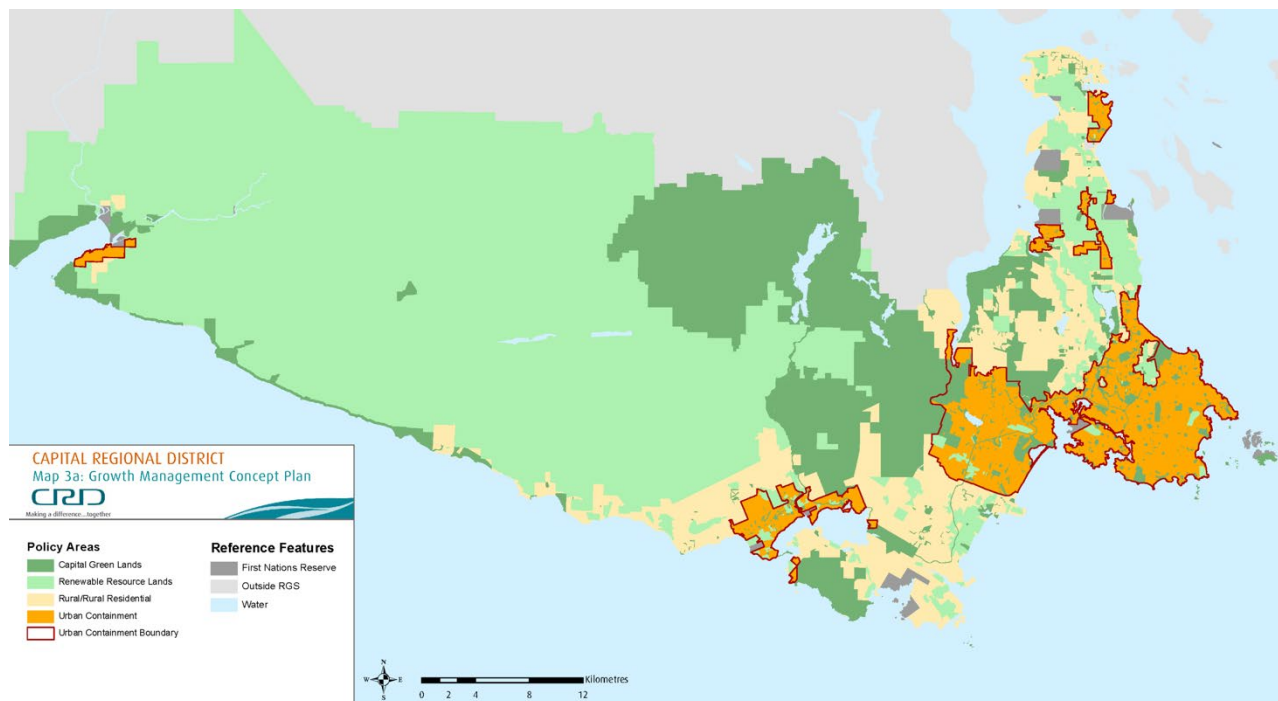 CAPITAL REGIONAL DISTRICT
Map 3a: Growth Management Concept Plan
CRD
Making a difference...together
Policy Areas
Capital Green Lands
Renewable Resource Lands
Rural/Rural Residential
Urban Containment
Urban Containment Boundary
Reference Features
First Nations Reserve
Outside RGS
Water
N
W E
S
Kilometres
0 2 4 8 12